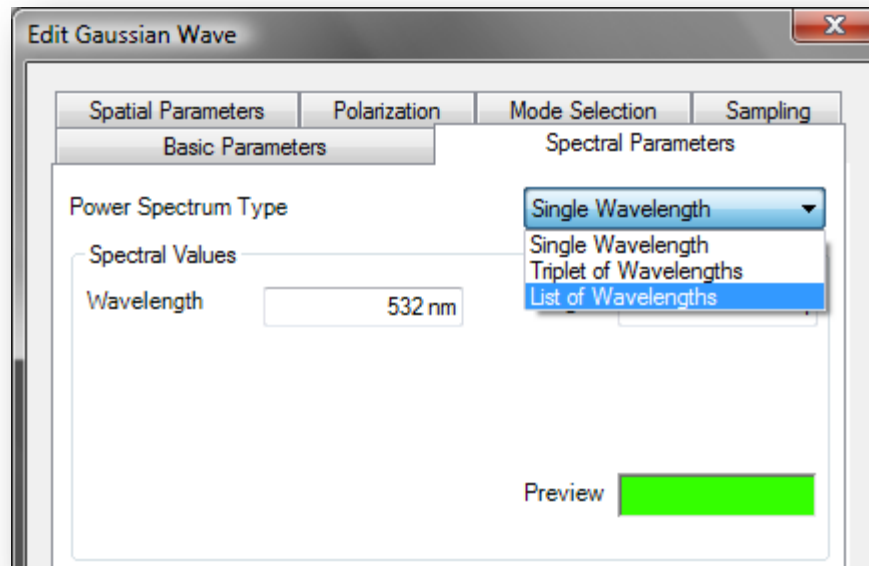 Edit Gaussian Wave
Spatial Parameters Polarization Mode Selection Sampling
Basic Parameters Spectral Parameters
Power Spectrum Type Single Wavelength
Single Wavelength
Triplet of Wavelengths
List of Wavelengths
Spectral Values
Wavelength 532 nm
Preview